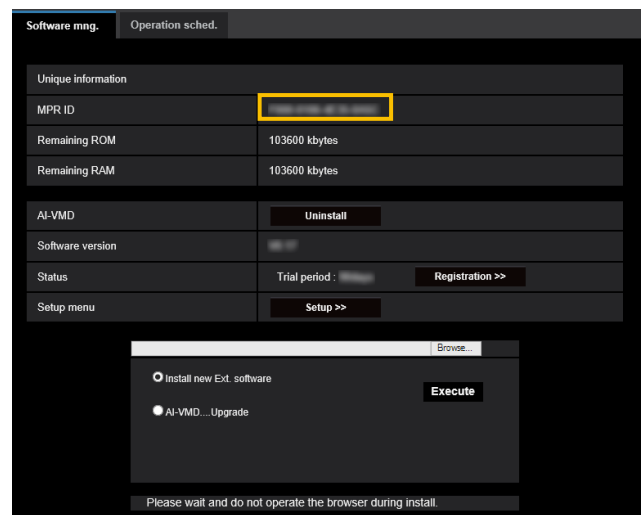 Software mng. Operation sched.
Unique information
MPR ID
Remaining ROM 103600 kbytes
Remaining RAM 103600 kbytes
AI-VMD Uninstall
Software version
Status Trial period : Registration >>
Setup menu Setup >>
Browse...
Install new Ext. software
Execute
AI-VMD....Upgrade
Please wait and do not operate the browser during install.